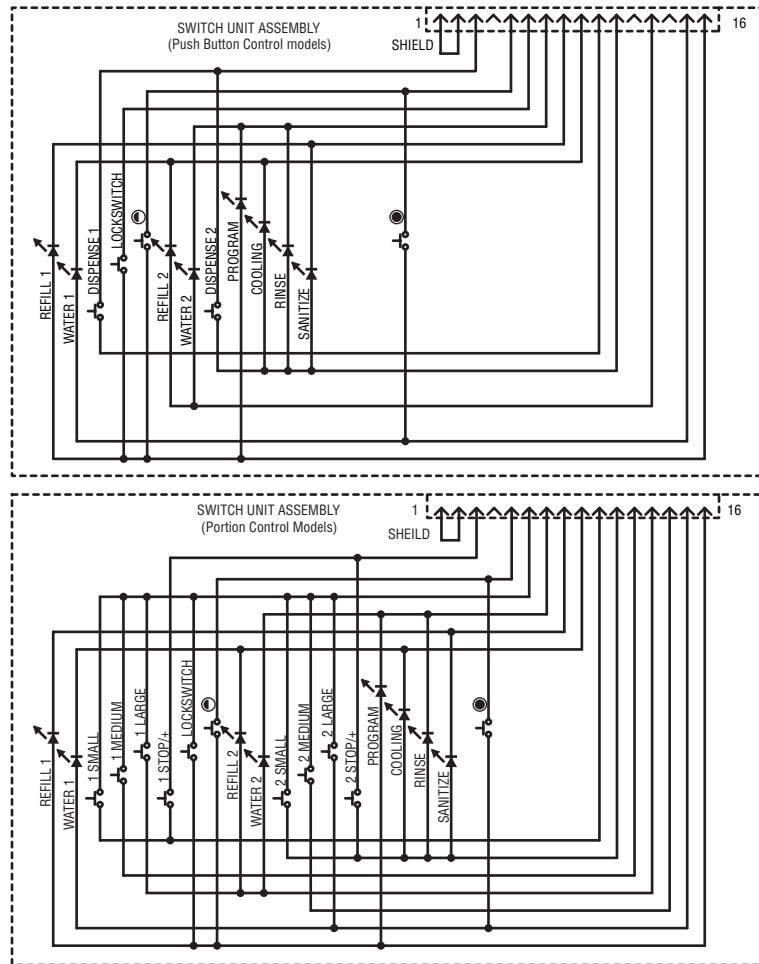 SWITCH UNIT ASSEMBLY
(Push Button Control models)
1
16
SHIELD
REFILL 1
WATER 1
DISPENSE 1
LOCKSWITCH
REFILL 2
WATER 2
DISPENSE 2
PROGRAM
COOLING
RINSE
SANITIZE
SWITCH UNIT ASSEMBLY
(Portion Control Models)
1
16
SHEILD
REFILL 1
WATER 1
1 SMALL
1 MEDIUM
1 LARGE
1 STOP/+
LOCKSWITCH
REFILL 2
WATER 2
2 SMALL
2 MEDIUM
2 LARGE
2 STOP/+
PROGRAM
COOLING
RINSE
SANITIZE